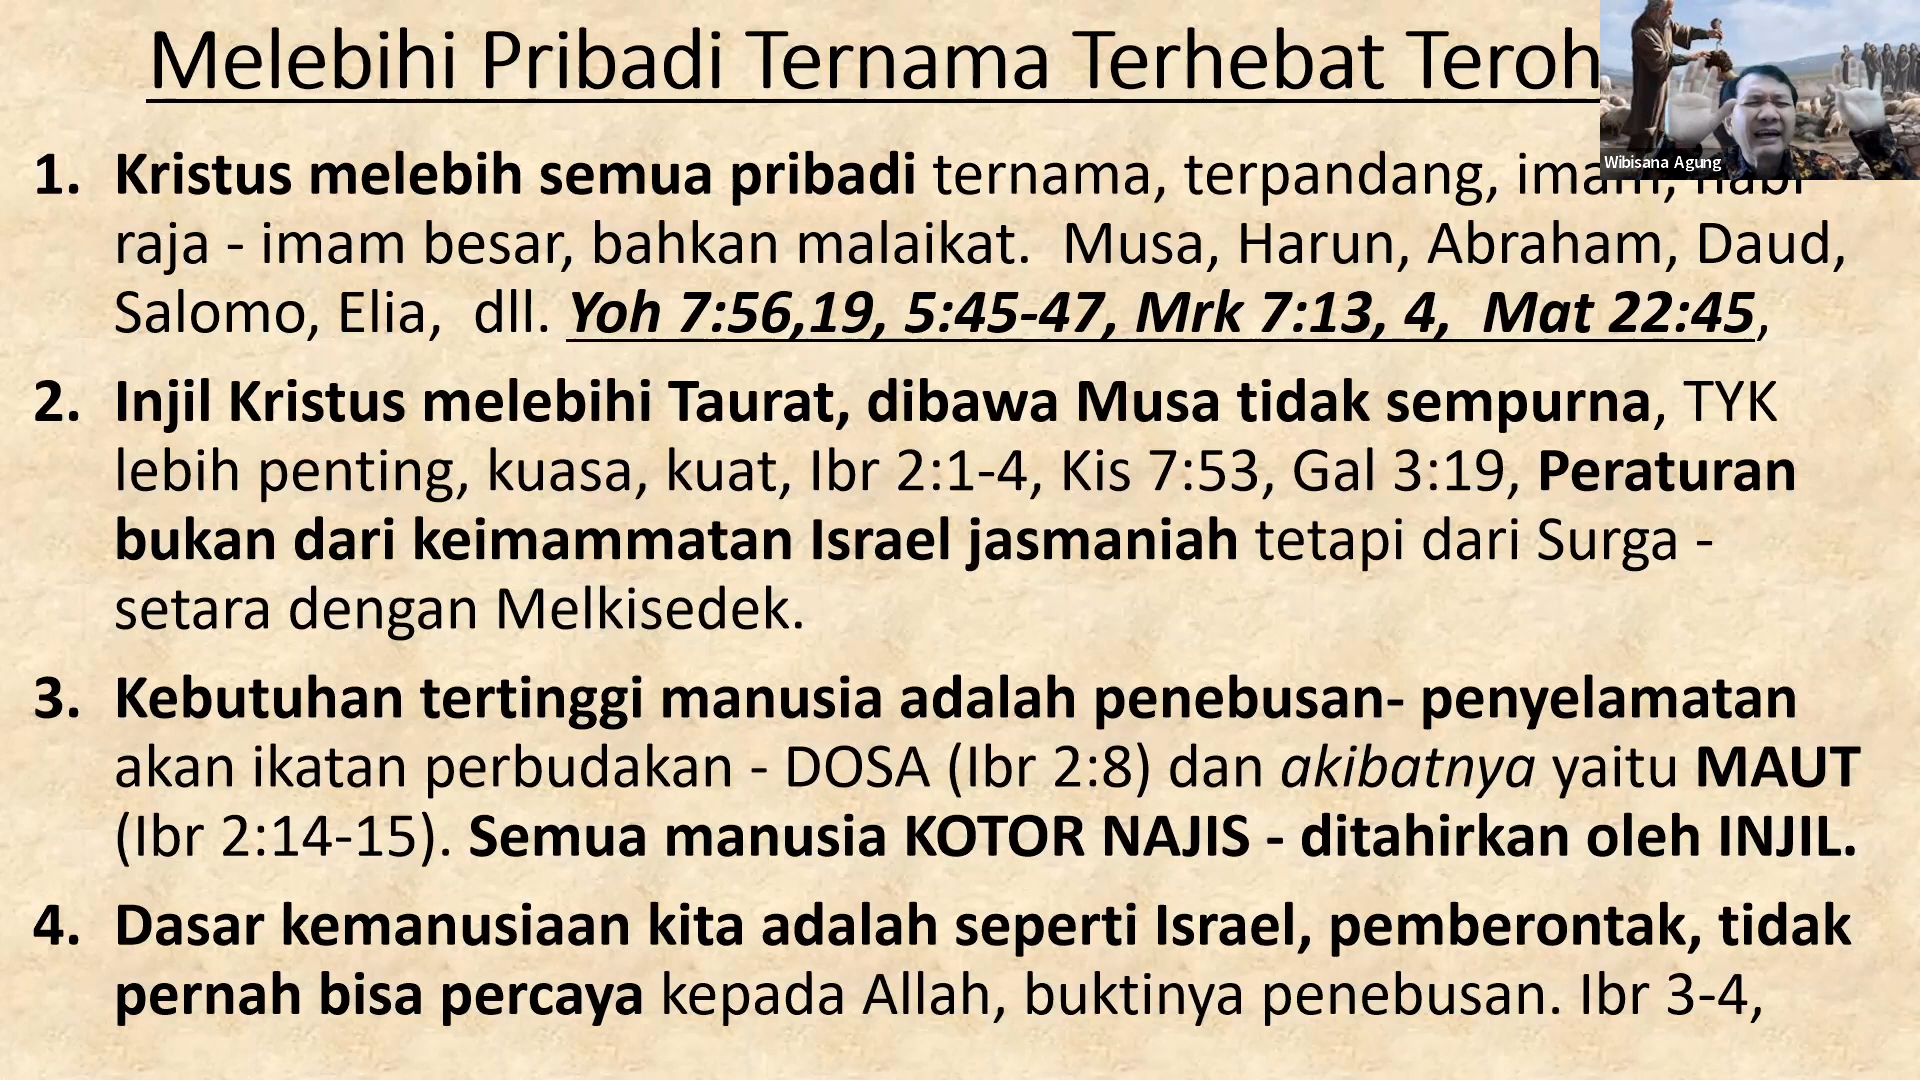 Melebihi Pribadi Ternama Terhebat Teroh
Wibisana Agung
1. Kristus melebih semua pribadi ternama, terpandang, imam, nabi
raja - imam besar, bahkan malaikat. Musa, Harun, Abraham, Daud,
Salomo, Elia, dll. Yoh 7:56,19, 5:45-47, Mrk 7:13, 4, Mat 22:45,
2. Injil Kristus melebihi Taurat, dibawa Musa tidak sempurna, TYK
lebih penting, kuasa, kuat, Ibr 2:1-4, Kis 7:53, Gal 3:19, Peraturan
bukan dari keimammatan Israel jasmaniah tetapi dari Surga -
setara dengan Melkisedek.
3. Kebutuhan tertinggi manusia adalah penebusan- penyelamatan
akan ikatan perbudakan - DOSA (Ibr 2:8) dan akibatnya yaitu MAUT
(Ibr 2:14-15). Semua manusia KOTOR NAJIS - ditahirkan oleh INJIL.
4. Dasar kemanusiaan kita adalah seperti Israel, pemberontak, tidak
pernah bisa percaya kepada Allah, buktinya penebusan. Ibr 3-4,